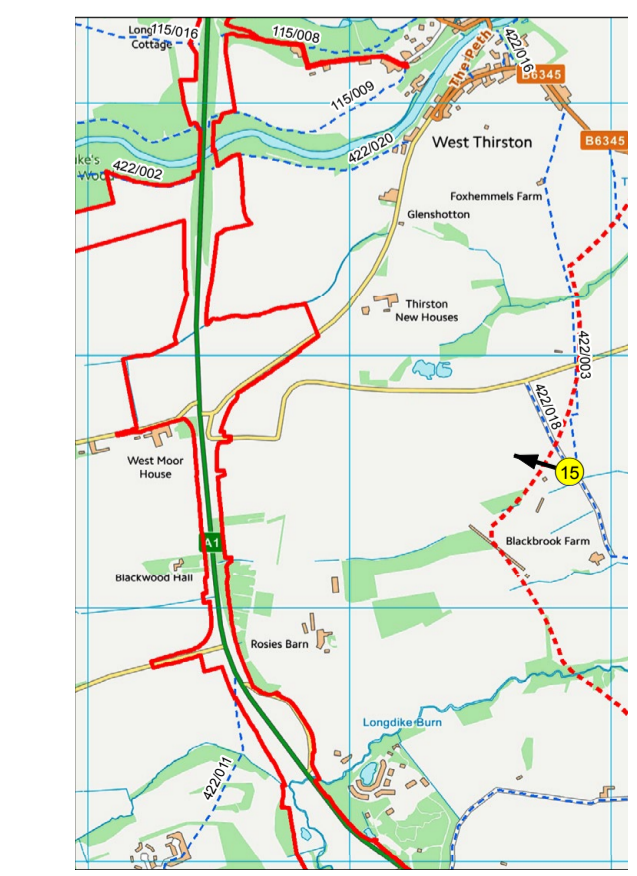 115/016
Long
Cottage
115/008
422/016
The Peth
B6345
115/009
B6345
West Thirston
422/020
uke's
Wood
422/002
Foxhemmels Farm
T
Glenshotton
Thirston
New Houses
422/003
422/018
West Moor
House
15
A1
Blackbrook Farm
Blackwood Hall
Rosies Barn
Longdike Burn
422/011